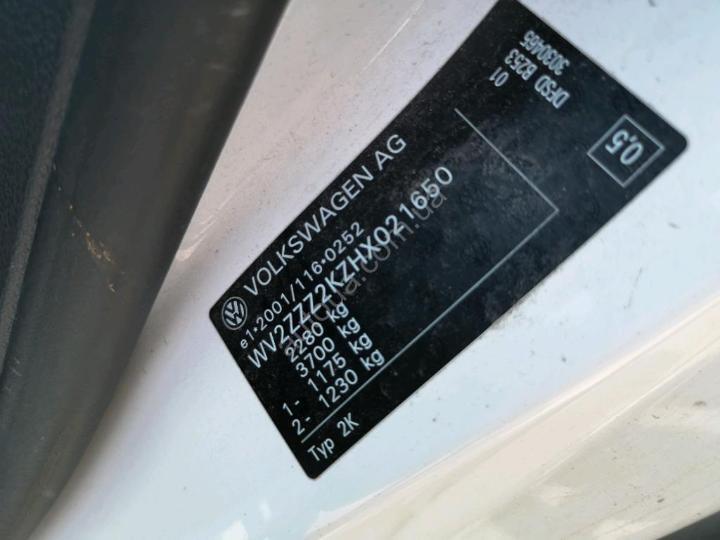 VOLKSWAGEN AG
e1*2001/116*0252
WV2ZZZ2KZHX021650
2280 kg
3700 kg
1- 1175 kg
2- 1230 kg
Typ 2K
01
DFSD B253
3030465
0,5